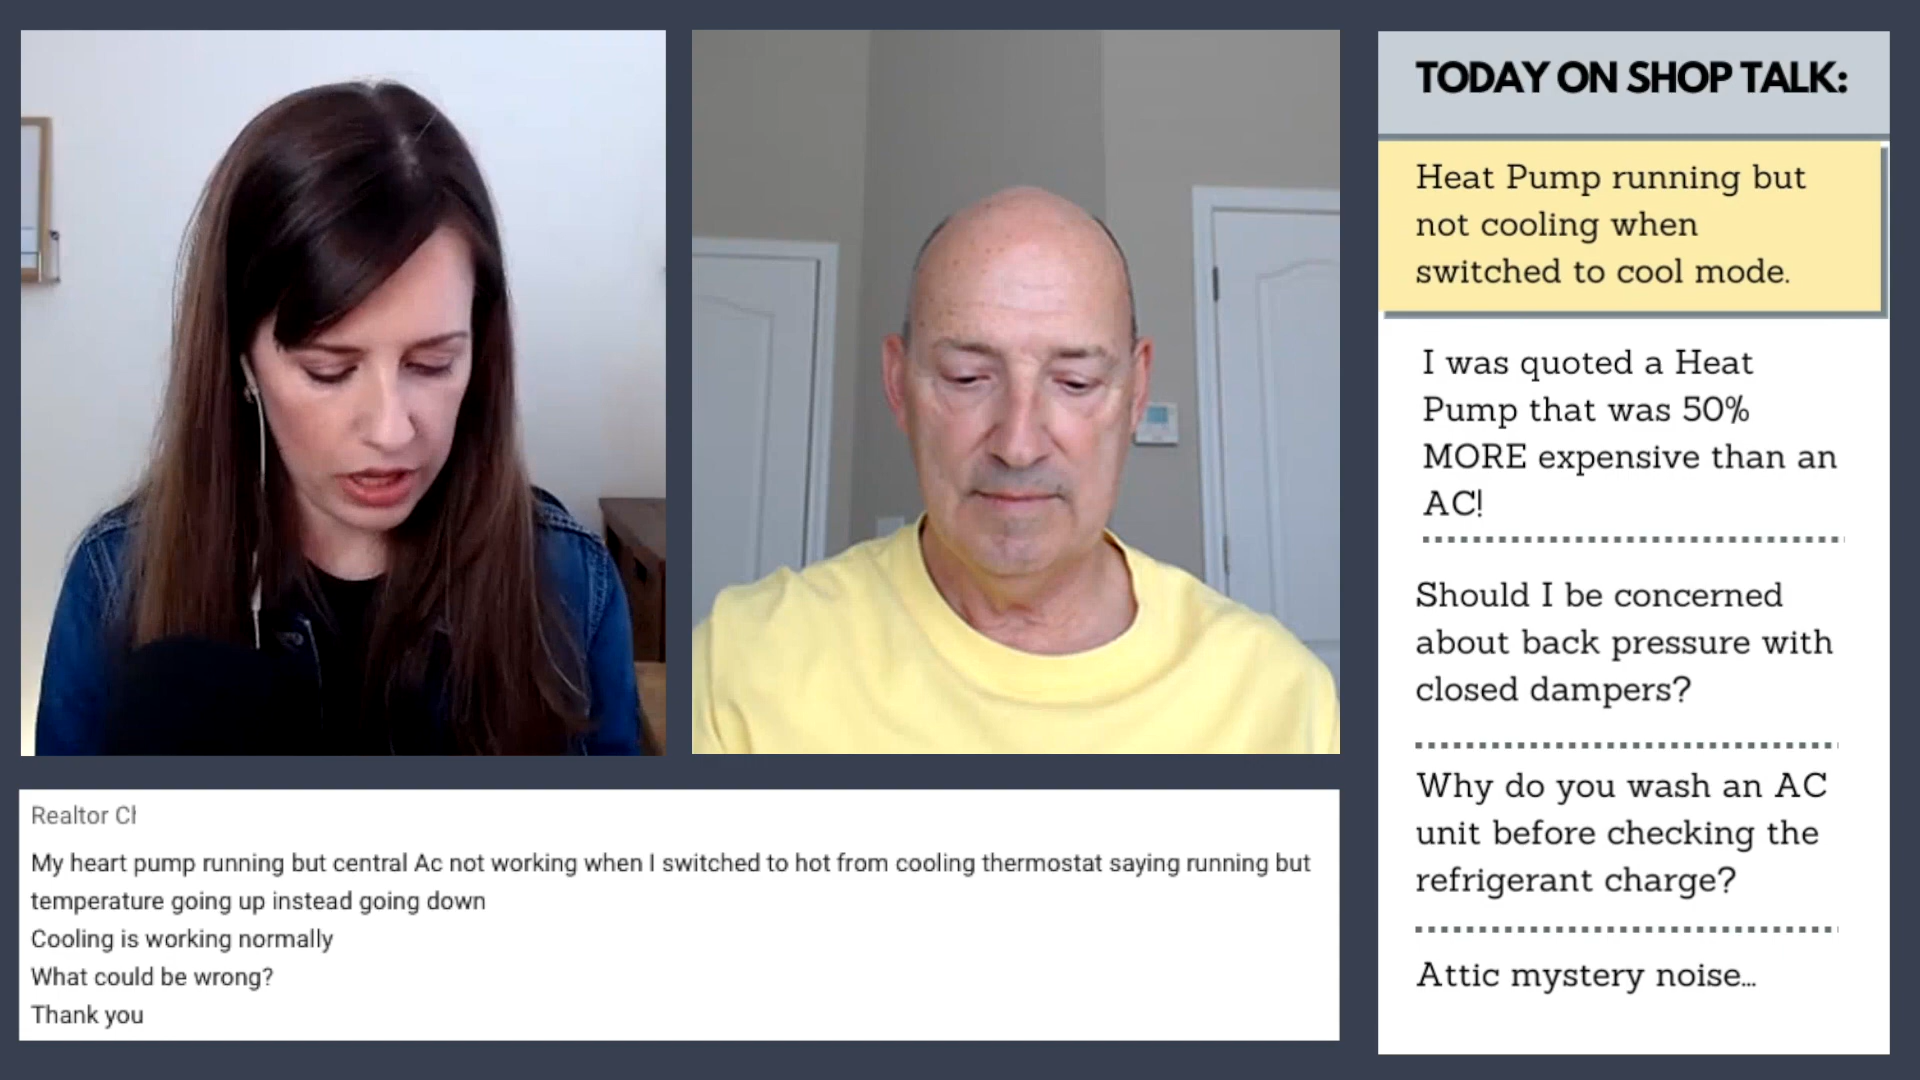 TODAY ON SHOP TALK:
Heat Pump running but
not cooling when
switched to cool mode.
I was quoted a Heat
Pump that was 50%
MORE expensive than an
AC!
Should I be concerned
about back pressure with
closed dampers?
Why do you wash an AC
unit before checking the
refrigerant charge?
Attic mystery noise...
Realtor Ch
My heart pump running but central Ac not working when I switched to hot from cooling thermostat saying running but
temperature going up instead going down
Cooling is working normally
What could be wrong?
Thank you